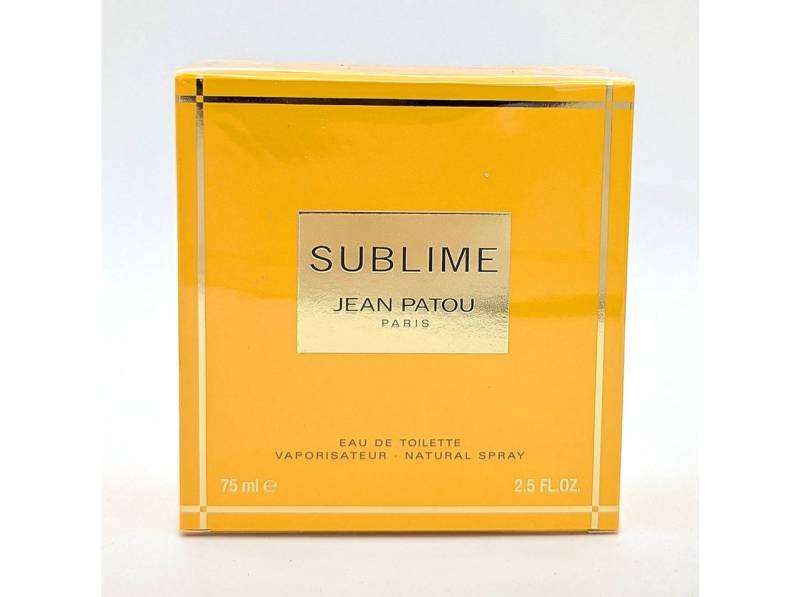 SUBLIME
JEAN PATOU
PARIS
EAU DE TOILETTE
VAPORISATEUR · NATURAL SPRAY
75 ml ℮ 2.5 FL.OZ.